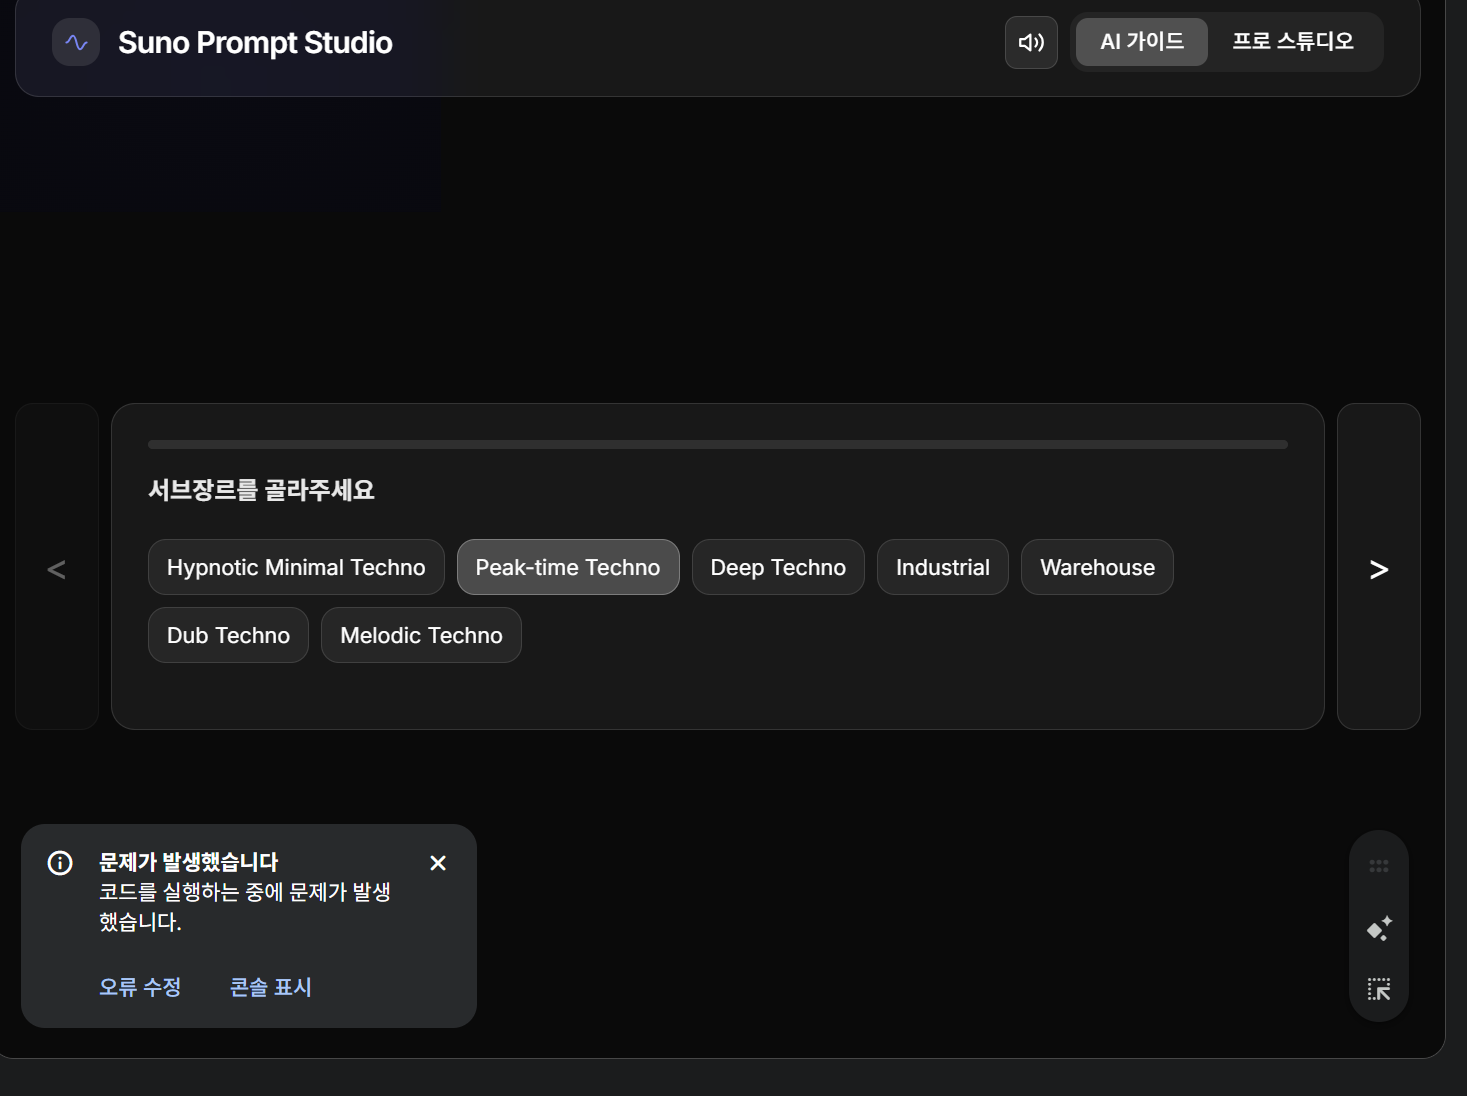 Suno Prompt Studio
AI 가이드
프로 스튜디오
서브장르를 골라주세요
<
Hypnotic Minimal Techno
Peak-time Techno
Deep Techno
Industrial
Warehouse
>
Dub Techno
Melodic Techno
문제가 발생했습니다
코드를 실행하는 중에 문제가 발생
했습니다.
오류 수정
콘솔 표시